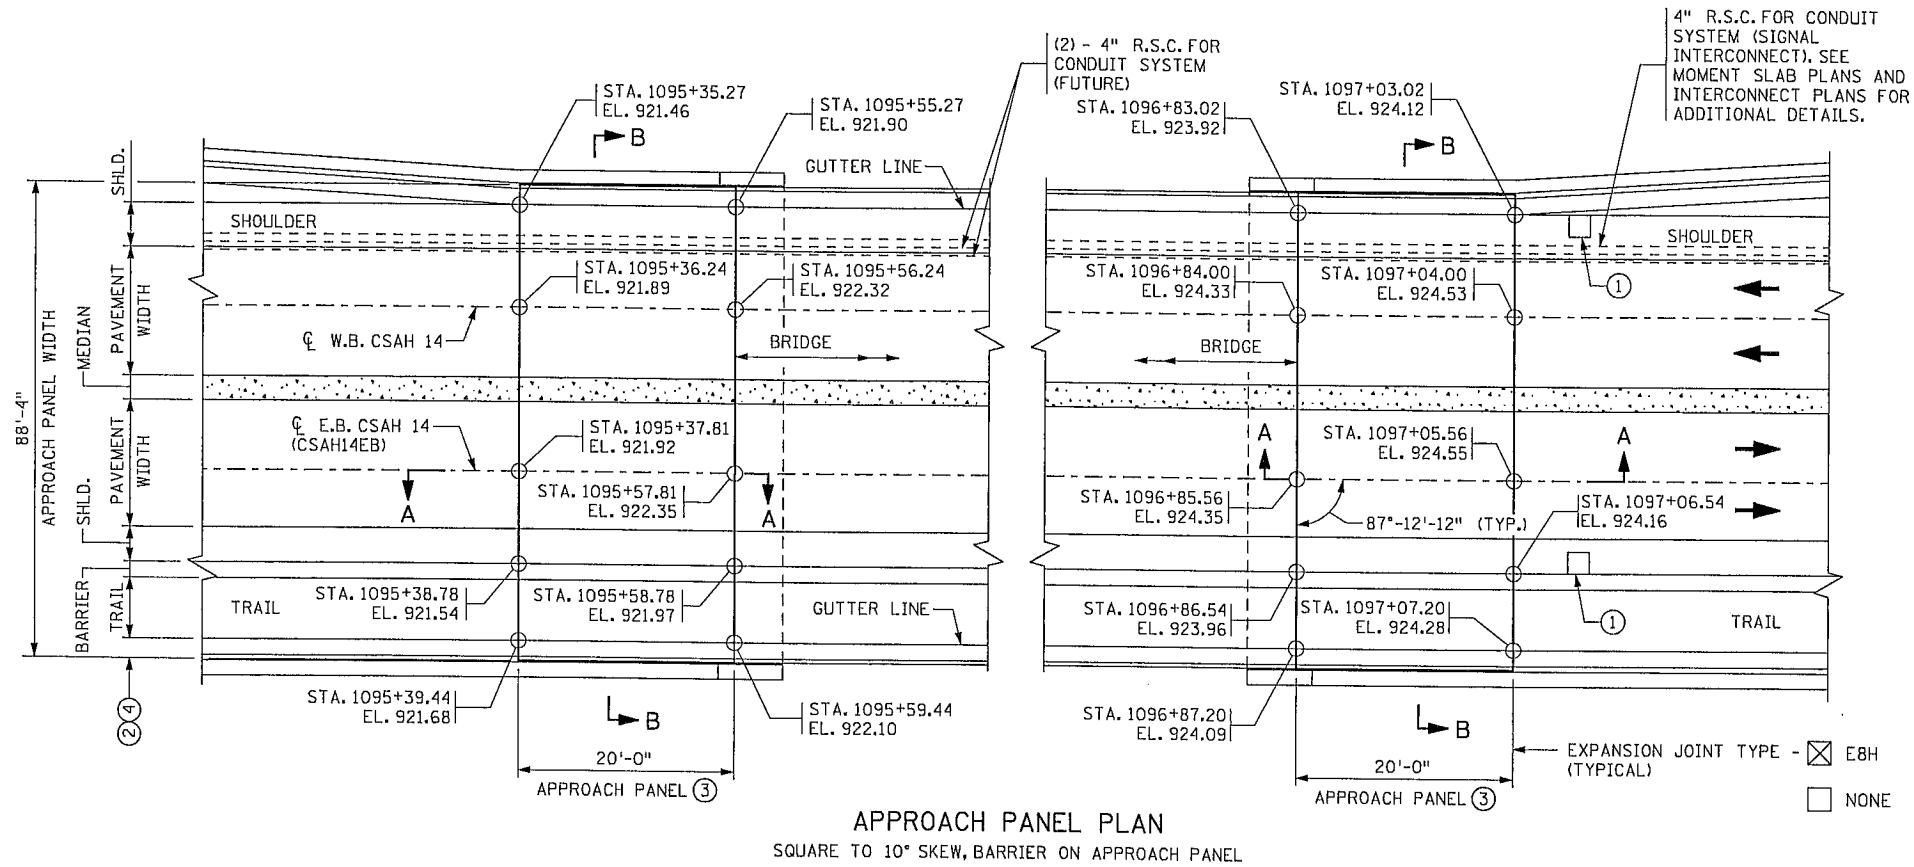 4" R.S.C. FOR CONDUIT
SYSTEM (SIGNAL
INTERCONNECT). SEE
MOMENT SLAB PLANS AND
INTERCONNECT PLANS FOR
ADDITIONAL DETAILS.
(2) - 4" R.S.C. FOR
CONDUIT SYSTEM
(FUTURE)
STA. 1095+35.27
EL. 921.46
STA. 1095+55.27
EL. 921.90
STA. 1096+83.02
EL. 923.92
STA. 1097+03.02
EL. 924.12
B
B
GUTTER LINE
SHLD.
SHOULDER
SHOULDER
STA. 1095+36.24
EL. 921.89
STA. 1095+56.24
EL. 922.32
STA. 1096+84.00
EL. 924.33
STA. 1097+04.00
EL. 924.53
1
PAVEMENT
WIDTH
MEDIAN
℄ W.B. CSAH 14
BRIDGE
BRIDGE
88'-4"
APPROACH PANEL WIDTH
℄ E.B. CSAH 14
(CSAH14EB)
STA. 1095+37.81
EL. 921.92
STA. 1097+05.56
EL. 924.55
A
A
PAVEMENT
WIDTH
SHLD.
A
STA. 1095+57.81
EL. 922.35
A
STA. 1096+85.56
EL. 924.35
87°-12'-12" (TYP.)
STA. 1097+06.54
EL. 924.16
BARRIER
TRAIL
TRAIL
STA. 1095+38.78
EL. 921.54
STA. 1095+58.78
EL. 921.97
GUTTER LINE
STA. 1096+86.54
EL. 923.96
STA. 1097+07.20
EL. 924.28
1
TRAIL
2 4
STA. 1095+39.44
EL. 921.68
B
STA. 1095+59.44
EL. 922.10
STA. 1096+87.20
EL. 924.09
B
20'-0"
APPROACH PANEL 3
20'-0"
APPROACH PANEL 3
EXPANSION JOINT TYPE - E8H
(TYPICAL)
NONE
APPROACH PANEL PLAN
SQUARE TO 10° SKEW, BARRIER ON APPROACH PANEL